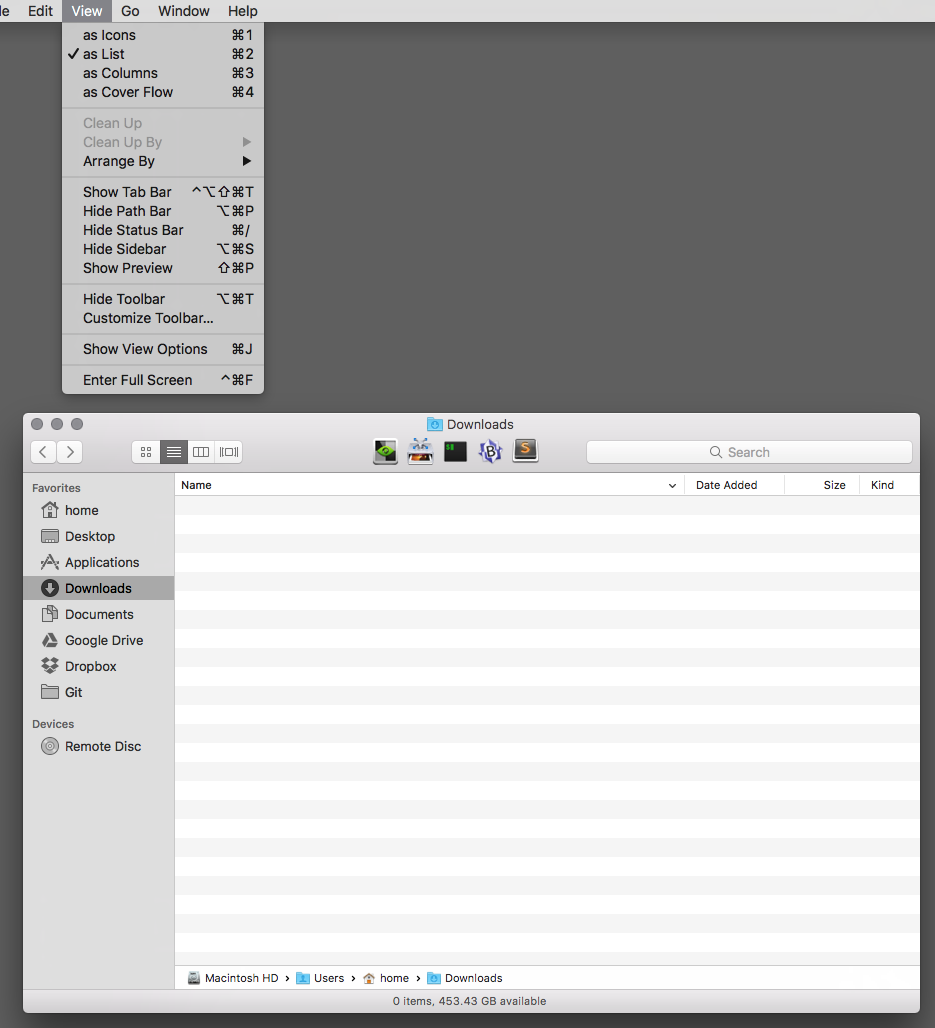 le Edit View Go Window Help
as Icons ⌘1
✓ as List ⌘2
as Columns ⌘3
as Cover Flow ⌘4
Clean Up
Clean Up By ▶
Arrange By ▶
Show Tab Bar ^⌥⇧⌘T
Hide Path Bar ⌥⌘P
Hide Status Bar ⌘/
Hide Sidebar ⌥⌘S
Show Preview ⇧⌘P
Hide Toolbar ⌥⌘T
Customize Toolbar...
Show View Options ⌘J
Enter Full Screen ^⌘F
Downloads
$$ B S Search
Favorites
home
Desktop
Applications
Downloads
Documents
Google Drive
Dropbox
Git
Devices
Remote Disc
Name Date Added Size Kind
Macintosh HD › Users › home › Downloads
0 items, 453.43 GB available